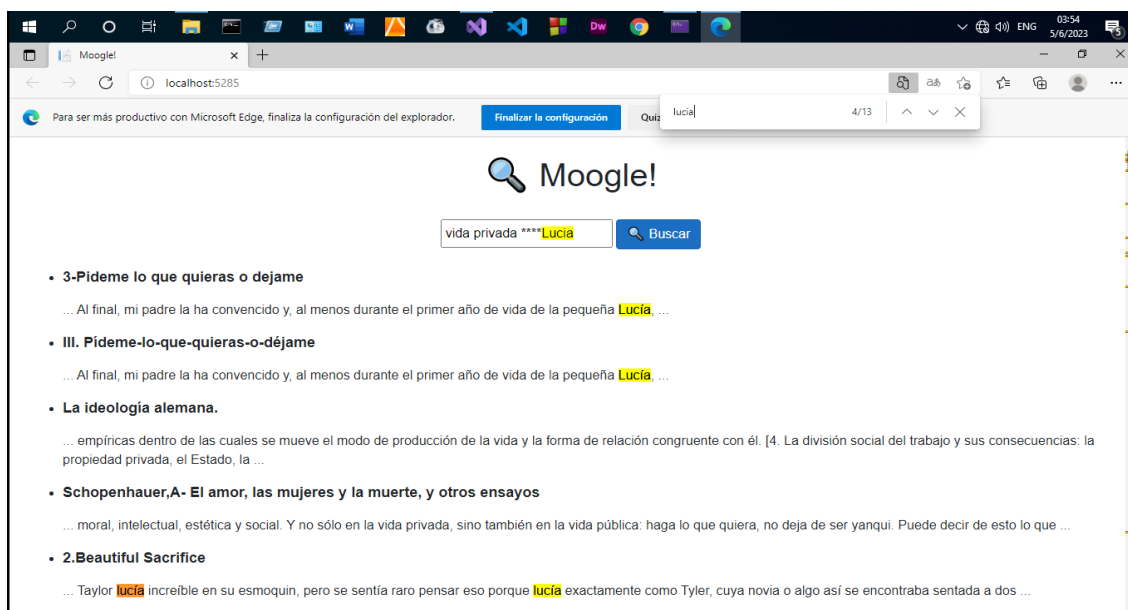 W
Dw
ENG
03:54
5/6/2023
5
Moogle!
localhost:5285
Para ser más productivo con Microsoft Edge, finaliza la configuración del explorador.
Finalizar la configuración
Quiz
lucia
4/13
Moogle!
vida privada ****Lucia
Buscar
• 3-Pideme lo que quieras o dejame
... Al final, mi padre la ha convencido y, al menos durante el primer año de vida de la pequeña Lucía, ...
• III. Pídeme-lo-que-quieras-o-déjame
... Al final, mi padre la ha convencido y, al menos durante el primer año de vida de la pequeña Lucía, ...
• La ideología alemana.
... empíricas dentro de las cuales se mueve el modo de producción de la vida y la forma de relación congruente con él. [4. La división social del trabajo y sus consecuencias: la
propiedad privada, el Estado, la ...
• Schopenhauer,A- El amor, las mujeres y la muerte, y otros ensayos
... moral, intelectual, estética y social. Y no sólo en la vida privada, sino también en la vida pública: haga lo que quiera, no deja de ser yanqui. Puede decir de esto lo que ...
• 2.Beautiful Sacrifice
... Taylor lucía increíble en su esmoquin, pero se sentía raro pensar eso porque lucía exactamente como Tyler, cuya novia o algo así se encontraba sentada a dos ...